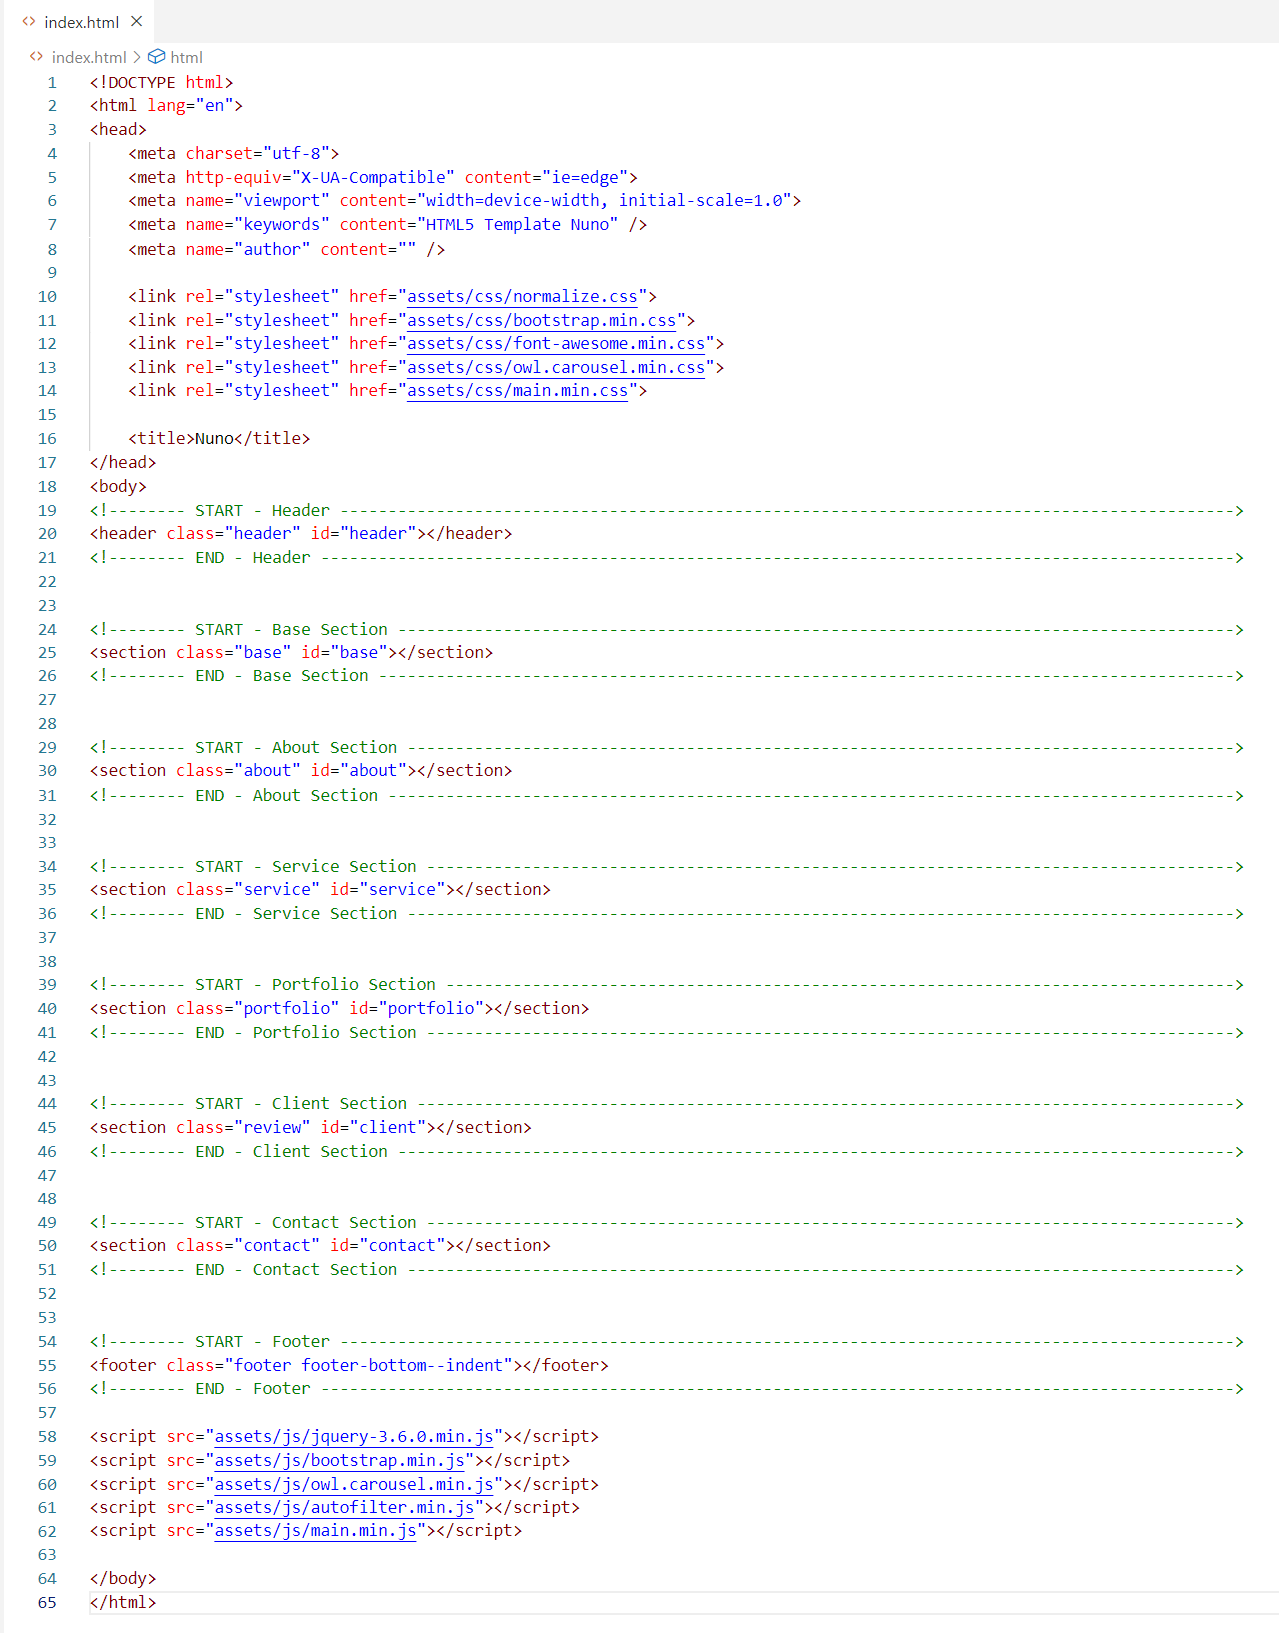 index.html
index.html > html
1 <!DOCTYPE html>
2 <html lang="en">
3 <head>
4     <meta charset="utf-8">
5     <meta http-equiv="X-UA-Compatible" content="ie=edge">
6     <meta name="viewport" content="width=device-width, initial-scale=1.0">
7     <meta name="keywords" content="HTML5 Template Nuno" />
8     <meta name="author" content="" />
9
10     <link rel="stylesheet" href="assets/css/normalize.css">
11     <link rel="stylesheet" href="assets/css/bootstrap.min.css">
12     <link rel="stylesheet" href="assets/css/font-awesome.min.css">
13     <link rel="stylesheet" href="assets/css/owl.carousel.min.css">
14     <link rel="stylesheet" href="assets/css/main.min.css">
15
16     <title>Nuno</title>
17 </head>
18 <body>
19 <!-------- START - Header --------------------------------------------------------------------------------------------->
20 <header class="header" id="header"></header>
21 <!-------- END - Header ----------------------------------------------------------------------------------------------->
22
23
24 <!-------- START - Base Section --------------------------------------------------------------------------------------->
25 <section class="base" id="base"></section>
26 <!-------- END - Base Section ----------------------------------------------------------------------------------------->
27
28
29 <!-------- START - About Section -------------------------------------------------------------------------------------->
30 <section class="about" id="about"></section>
31 <!-------- END - About Section ---------------------------------------------------------------------------------------->
32
33
34 <!-------- START - Service Section ------------------------------------------------------------------------------------>
35 <section class="service" id="service"></section>
36 <!-------- END - Service Section -------------------------------------------------------------------------------------->
37
38
39 <!-------- START - Portfolio Section ---------------------------------------------------------------------------------->
40 <section class="portfolio" id="portfolio"></section>
41 <!-------- END - Portfolio Section ------------------------------------------------------------------------------------>
42
43
44 <!-------- START - Client Section ------------------------------------------------------------------------------------->
45 <section class="review" id="client"></section>
46 <!-------- END - Client Section --------------------------------------------------------------------------------------->
47
48
49 <!-------- START - Contact Section ------------------------------------------------------------------------------------>
50 <section class="contact" id="contact"></section>
51 <!-------- END - Contact Section -------------------------------------------------------------------------------------->
52
53
54 <!-------- START - Footer --------------------------------------------------------------------------------------------->
55 <footer class="footer footer-bottom--indent"></footer>
56 <!-------- END - Footer ----------------------------------------------------------------------------------------------->
57
58 <script src="assets/js/jquery-3.6.0.min.js"></script>
59 <script src="assets/js/bootstrap.min.js"></script>
60 <script src="assets/js/owl.carousel.min.js"></script>
61 <script src="assets/js/autofilter.min.js"></script>
62 <script src="assets/js/main.min.js"></script>
63
64 </body>
65 </html>